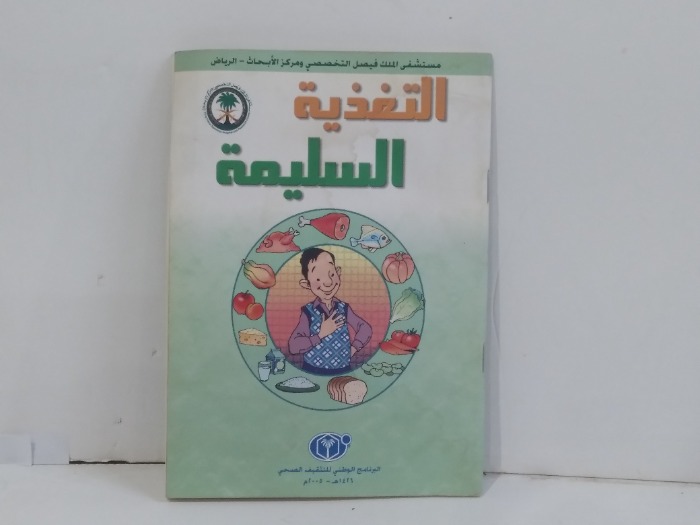 مستشفى الملك فيصل التخصصي ومركز الأبحاث - الرياض
التغذية
السليمة
البرنامج الوطني للتثقيف الصحي
١٤٢٦هـ - ٢٠٠٥م